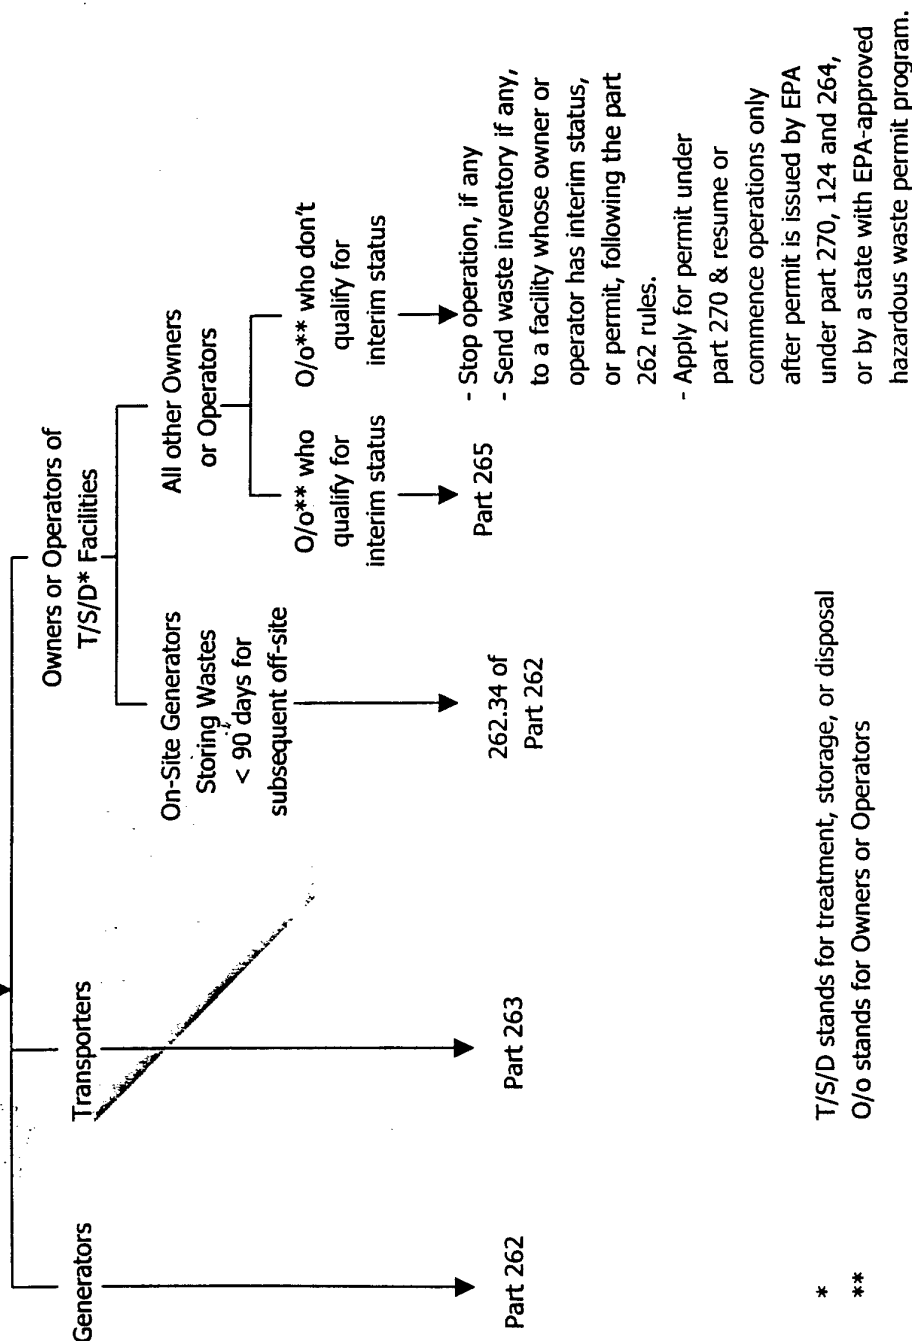 Generators
Part 262
Transporters
Part 263
Owners or Operators of
T/S/D* Facilities
On-Site Generators
Storing Wastes
< 90 days for
subsequent off-site
262.34 of
Part 262
All other Owners
or Operators
O/o** who
qualify for
interim status
Part 265
O/o** who don't
qualify for
interim status
- Stop operation, if any
- Send waste inventory if any,
to a facility whose owner or
operator has interim status,
or permit, following the part
262 rules.
- Apply for permit under
part 270 & resume or
commence operations only
after permit is issued by EPA
under part 270, 124 and 264,
or by a state with EPA-approved
hazardous waste permit program.
* T/S/D stands for treatment, storage, or disposal
** O/o stands for Owners or Operators